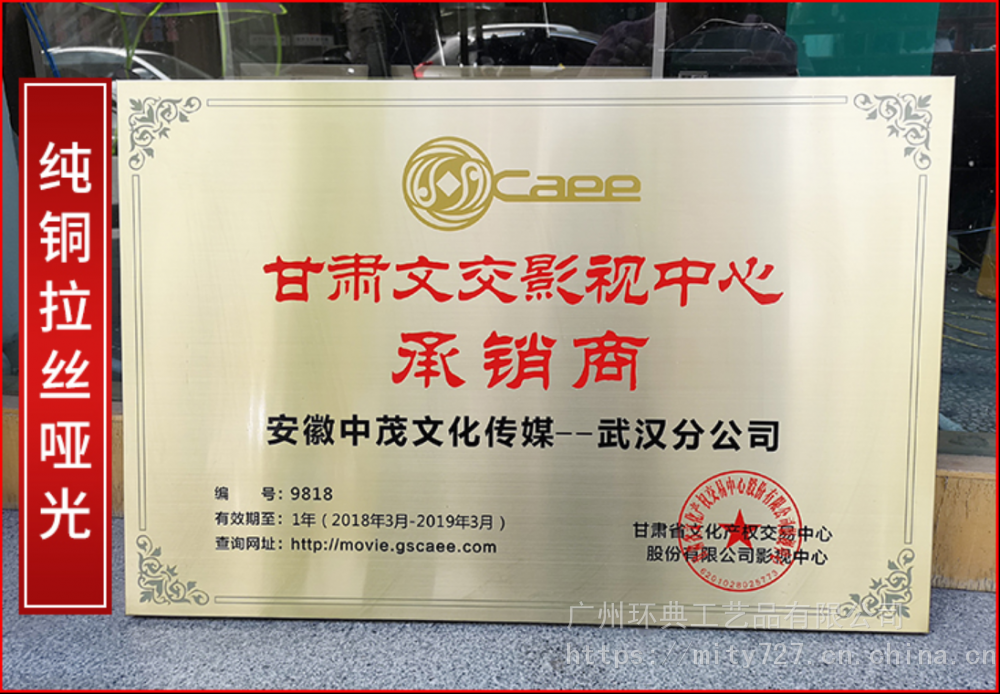 纯铜拉丝哑光
Caee
甘肃文交影视中心
承销商
安徽中茂文化传媒--武汉分公司
编 号：9818
有效期至：1年（2018年3月-2019年3月）
查询网址：http://movie.gscaee.com
甘肃省文化产权交易中心
股份有限公司影视中心
6201028025773
广州环典工艺品有限公司
https://mity727.cn.china.cn